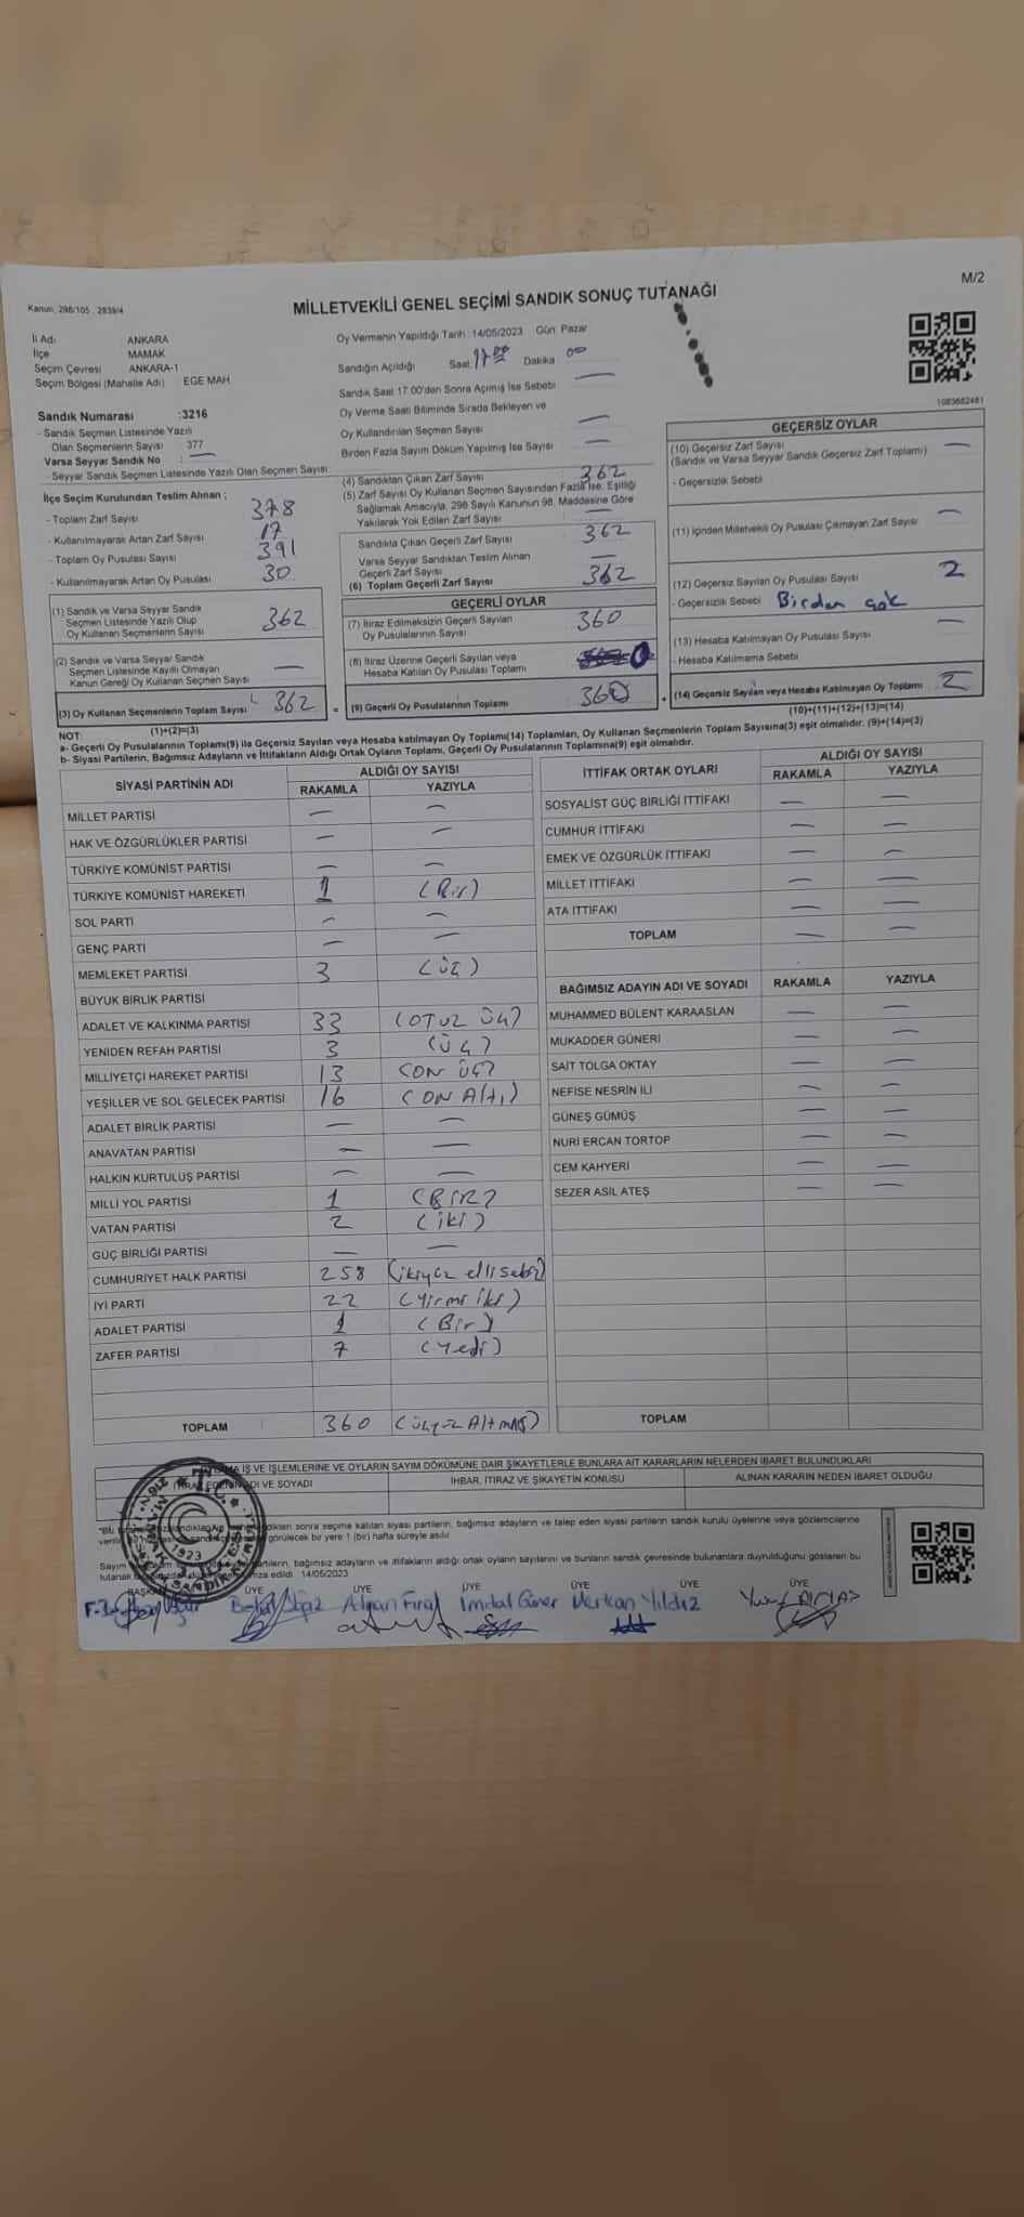 M/2
Kanun, 298/105 . 2839/4
MİLLETVEKİLİ GENEL SEÇİMİ SANDIK SONUÇ TUTANAĞI
İl Adı ANKARA
İlçe MAMAK
Seçim Çevresi ANKARA-1
Seçim Bölgesi (Mahalle Adı) EGE MAH.
Sandık Numarası :3216
- Sandık Seçmen Listesinde Yazılı
Olan Seçmenlerin Sayısı 377
Varsa Seyyar Sandık No : —
- Seyyar Sandık Seçmen Listesinde Yazılı Olan Seçmen Sayısı
İlçe Seçim Kurulundan Teslim Alınan ;
- Toplam Zarf Sayısı 378
- Kullanılmayarak Artan Zarf Sayısı 17
- Toplam Oy Pusulası Sayısı 391
- Kullanılmayarak Artan Oy Pusulası 30
(1) Sandık ve Varsa Seyyar Sandık
Seçmen Listesinde Yazılı Olup
Oy Kullanan Seçmenlerin Sayısı 362
(2) Sandık ve Varsa Seyyar Sandık
Seçmen Listesinde Kayıtlı Olmayan
Kanun Gereği Oy Kullanan Seçmen Sayısı —
(3) Oy Kullanan Seçmenlerin Toplam Sayısı 362
(1)+(2)=(3)
Oy Vermenin Yapıldığı Tarih : 14/05/2023 Gün: Pazar
Sandığın Açıldığı Saat: Dakika 00
Sandık Saat 17:00'den Sonra Açılmış İse Sebebi —
Oy Verme Saati Bitiminde Sırada Bekleyen ve
Oy Kullandırılan Seçmen Sayısı —
Birden Fazla Sayım Döküm Yapılmış İse Sayısı —
(4) Sandıktan Çıkan Zarf Sayısı 362
(5) Zarf Sayısı Oy Kullanan Seçmen Sayısından Fazla İse; Eşitliği
Sağlamak Amacıyla, 298 Sayılı Kanunun 98. Maddesine Göre
Yakılarak Yok Edilen Zarf Sayısı —
Sandıkta Çıkan Geçerli Zarf Sayısı 362
Varsa Seyyar Sandıktan Teslim Alınan
Geçerli Zarf Sayısı —
(6) Toplam Geçerli Zarf Sayısı 362
GEÇERLİ OYLAR
(7) İtiraz Edilmeksizin Geçerli Sayılan
Oy Pusulalarının Sayısı 360
(8) İtiraz Üzerine Geçerli Sayılan veya
Hesaba Katılan Oy Pusulası Toplamı 0
(9) Geçerli Oy Pusulalarının Toplamı 360
1083682481
GEÇERSİZ OYLAR
(10) Geçersiz Zarf Sayısı —
(Sandık ve Varsa Seyyar Sandık Geçersiz Zarf Toplamı)
- Geçersizlik Sebebi
(11) İçinden Milletvekili Oy Pusulası Çıkmayan Zarf Sayısı —
(12) Geçersiz Sayılan Oy Pusulası Sayısı 2
- Geçersizlik Sebebi Birden çok
(13) Hesaba Katılmayan Oy Pusulası Sayısı —
- Hesaba Katılmama Sebebi
(14) Geçersiz Sayılan veya Hesaba Katılmayan Oy Toplamı 2
(10)+(11)+(12)+(13)=(14)
NOT:
a- Geçerli Oy Pusulalarının Toplamı(9) ile Geçersiz Sayılan veya Hesaba katılmayan Oy Toplamı(14) Toplamları, Oy Kullanan Seçmenlerin Toplam Sayısına(3) eşit olmalıdır. (9)+(14)=(3)
b- Siyasi Partilerin, Bağımsız Adayların ve İttifakların Aldığı Ortak Oyların Toplamı, Geçerli Oy Pusulalarının Toplamına(9) eşit olmalıdır.
SİYASİ PARTİNİN ADI ALDIĞI OY SAYISI
RAKAMLA YAZIYLA
MİLLET PARTİSİ — —
HAK VE ÖZGÜRLÜKLER PARTİSİ — —
TÜRKİYE KOMÜNİST PARTİSİ — —
TÜRKİYE KOMÜNİST HAREKETİ 1 (Bir)
SOL PARTİ — —
GENÇ PARTİ — —
MEMLEKET PARTİSİ 3 (ÜÇ)
BÜYÜK BİRLİK PARTİSİ
ADALET VE KALKINMA PARTİSİ 33 (OTUZ ÜÇ)
YENİDEN REFAH PARTİSİ 3 (ÜÇ)
MİLLİYETÇİ HAREKET PARTİSİ 13 (ON ÜÇ)
YEŞİLLER VE SOL GELECEK PARTİSİ 16 (ON Altı)
ADALET BİRLİK PARTİSİ — —
ANAVATAN PARTİSİ — —
HALKIN KURTULUŞ PARTİSİ — —
MİLLİ YOL PARTİSİ 1 (BİR)
VATAN PARTİSİ 2 (iki)
GÜÇ BİRLİĞİ PARTİSİ — —
CUMHURİYET HALK PARTİSİ 258 (ikiyüz elli sekiz)
İYİ PARTİ 22 (Yirmi iki)
ADALET PARTİSİ 1 (Bir)
ZAFER PARTİSİ 7 (Yedi)
TOPLAM 360 (üçyüz Altmış)
İTTİFAK ORTAK OYLARI ALDIĞI OY SAYISI
RAKAMLA YAZIYLA
SOSYALİST GÜÇ BİRLİĞİ İTTİFAKI — —
CUMHUR İTTİFAKI — —
EMEK VE ÖZGÜRLÜK İTTİFAKI — —
MİLLET İTTİFAKI — —
ATA İTTİFAKI — —
TOPLAM — —
BAĞIMSIZ ADAYIN ADI VE SOYADI RAKAMLA YAZIYLA
MUHAMMED BÜLENT KARAASLAN — —
MUKADDER GÜNERİ — —
SAİT TOLGA OKTAY — —
NEFİSE NESRİN İLİ — —
GÜNEŞ GÜMÜŞ — —
NURİ ERCAN TORTOP — —
CEM KAHYERİ — —
SEZER ASIL ATEŞ — —
TOPLAM
İŞ VE İŞLEMLERİNE VE OYLARIN SAYIM DÖKÜMÜNE DAİR ŞİKAYETLERLE BUNLARA AİT KARARLARIN NELERDEN İBARET BULUNDUKLARI
ADI VE SOYADI İHBAR, İTİRAZ VE ŞİKAYETİN KONUSU ALINAN KARARIN NEDEN İBARET OLDUĞU
sonra seçime katılan siyasi partilerin, bağımsız adayların ve talep eden siyasi partilerin sandık kurulu üyelerine veya gözlemcilerine
görülecek bir yere 1 (bir) hafta süreyle asılır
Sayım partilerin, bağımsız adayların ve ittifakların aldığı ortak oyların sayılarını ve bunların sandık çevresinde bulunanlara duyurulduğunu gösteren bu
tutanak edildi 14/05/2023
BAŞKAN ÜYE ÜYE ÜYE ÜYE ÜYE ÜYE
Alyan Fırat İmdat Güner Serkan Yıldız
1923